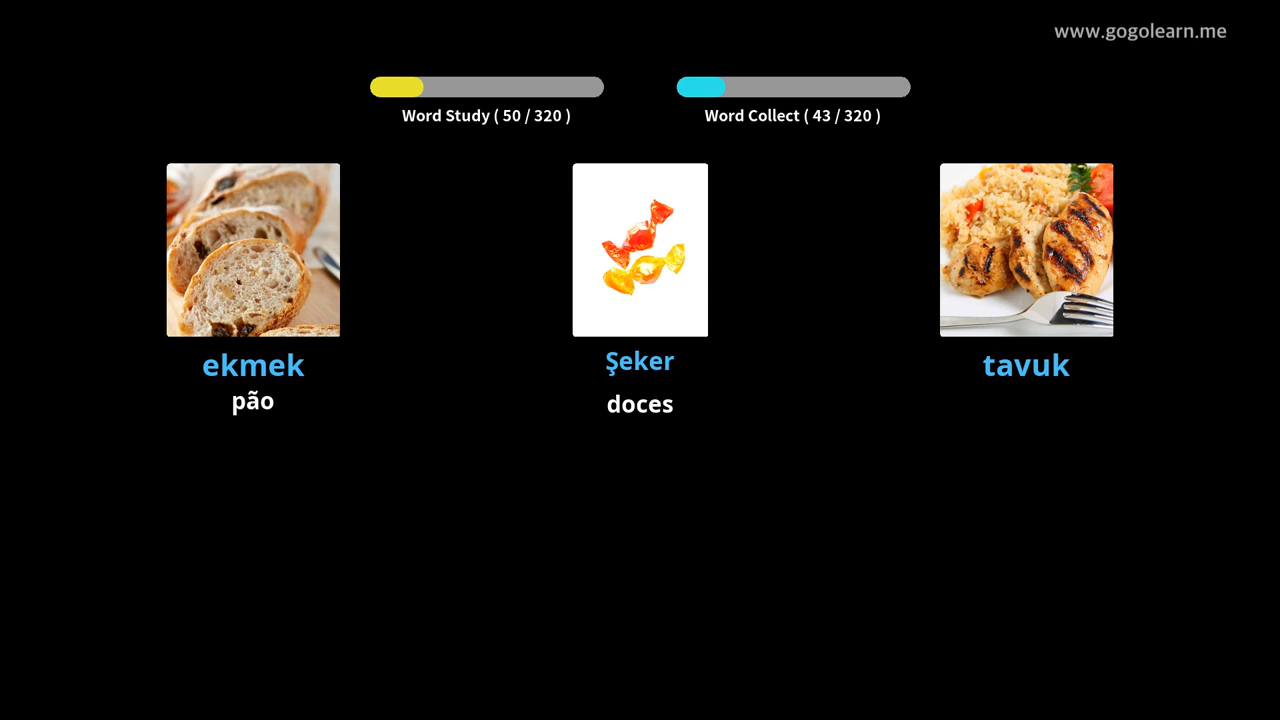 www.gogolearn.me
Word Study ( 50 / 320 )
Word Collect ( 43 / 320 )
ekmek
pão
Şeker
doces
tavuk